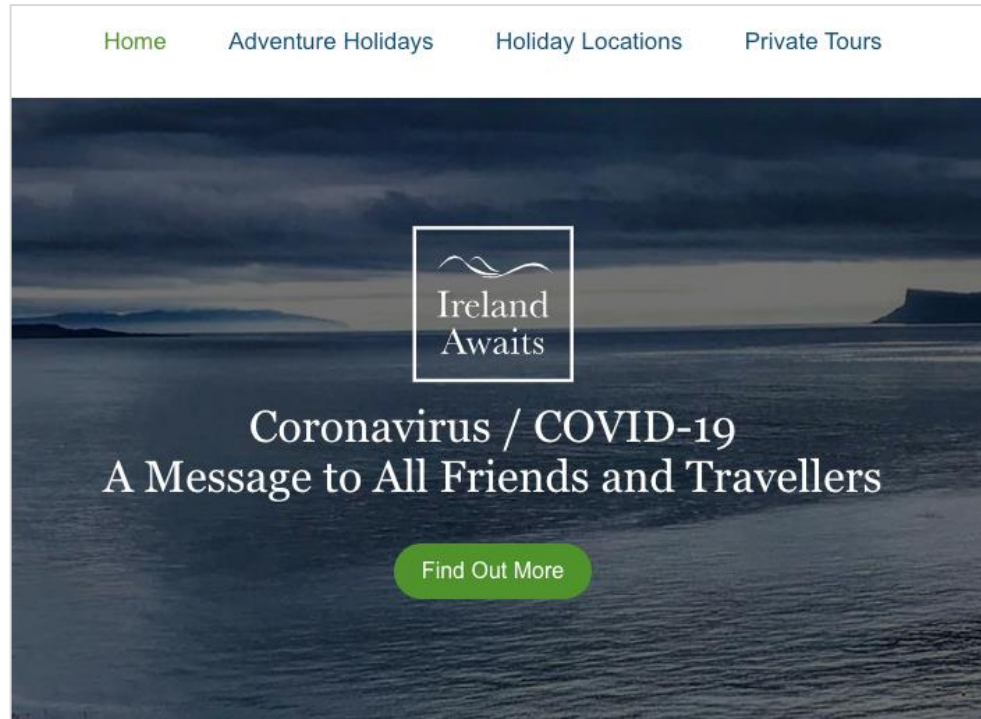 Home Adventure Holidays Holiday Locations Private Tours
Ireland
Awaits
Coronavirus / COVID-19
A Message to All Friends and Travellers
Find Out More